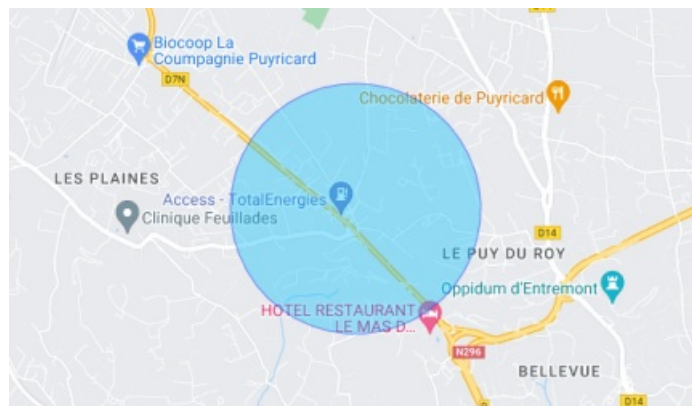 Biocoop La
Coumpagnie Puyricard
D7N
Chocolaterie de Puyricard
LES PLAINES
Access - TotalEnergies
Clinique Feuillades
D14
LE PUY DU ROY
Oppidum d'Entremont
HOTEL RESTAURANT
LE MAS D...
N296
BELLEVUE
D14